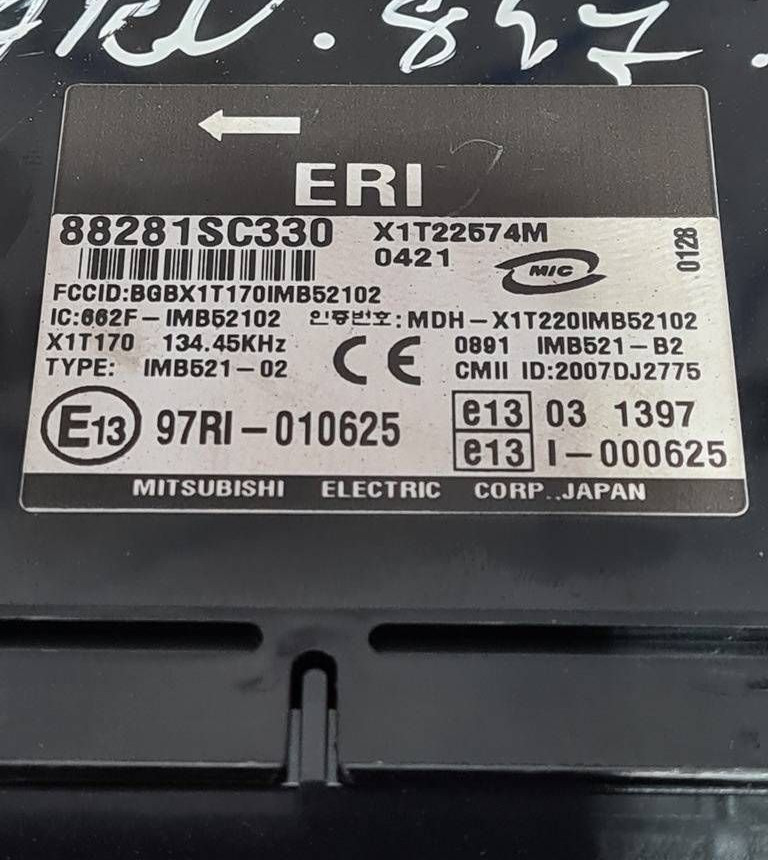 .847.
ERI
88281SC330 X1T22574M
0421 MIC
0128
FCCID:BGBX1T170IMB52102
IC:662F-IMB52102 인증번호:MDH-X1T220IMB52102
X1T170 134.45KHz CE 0891 IMB521-B2
TYPE: IMB521-02 CMII ID:2007DJ2775
E13 97RI-010625 e13 03 1397
e13 I-000625
MITSUBISHI ELECTRIC CORP.,JAPAN